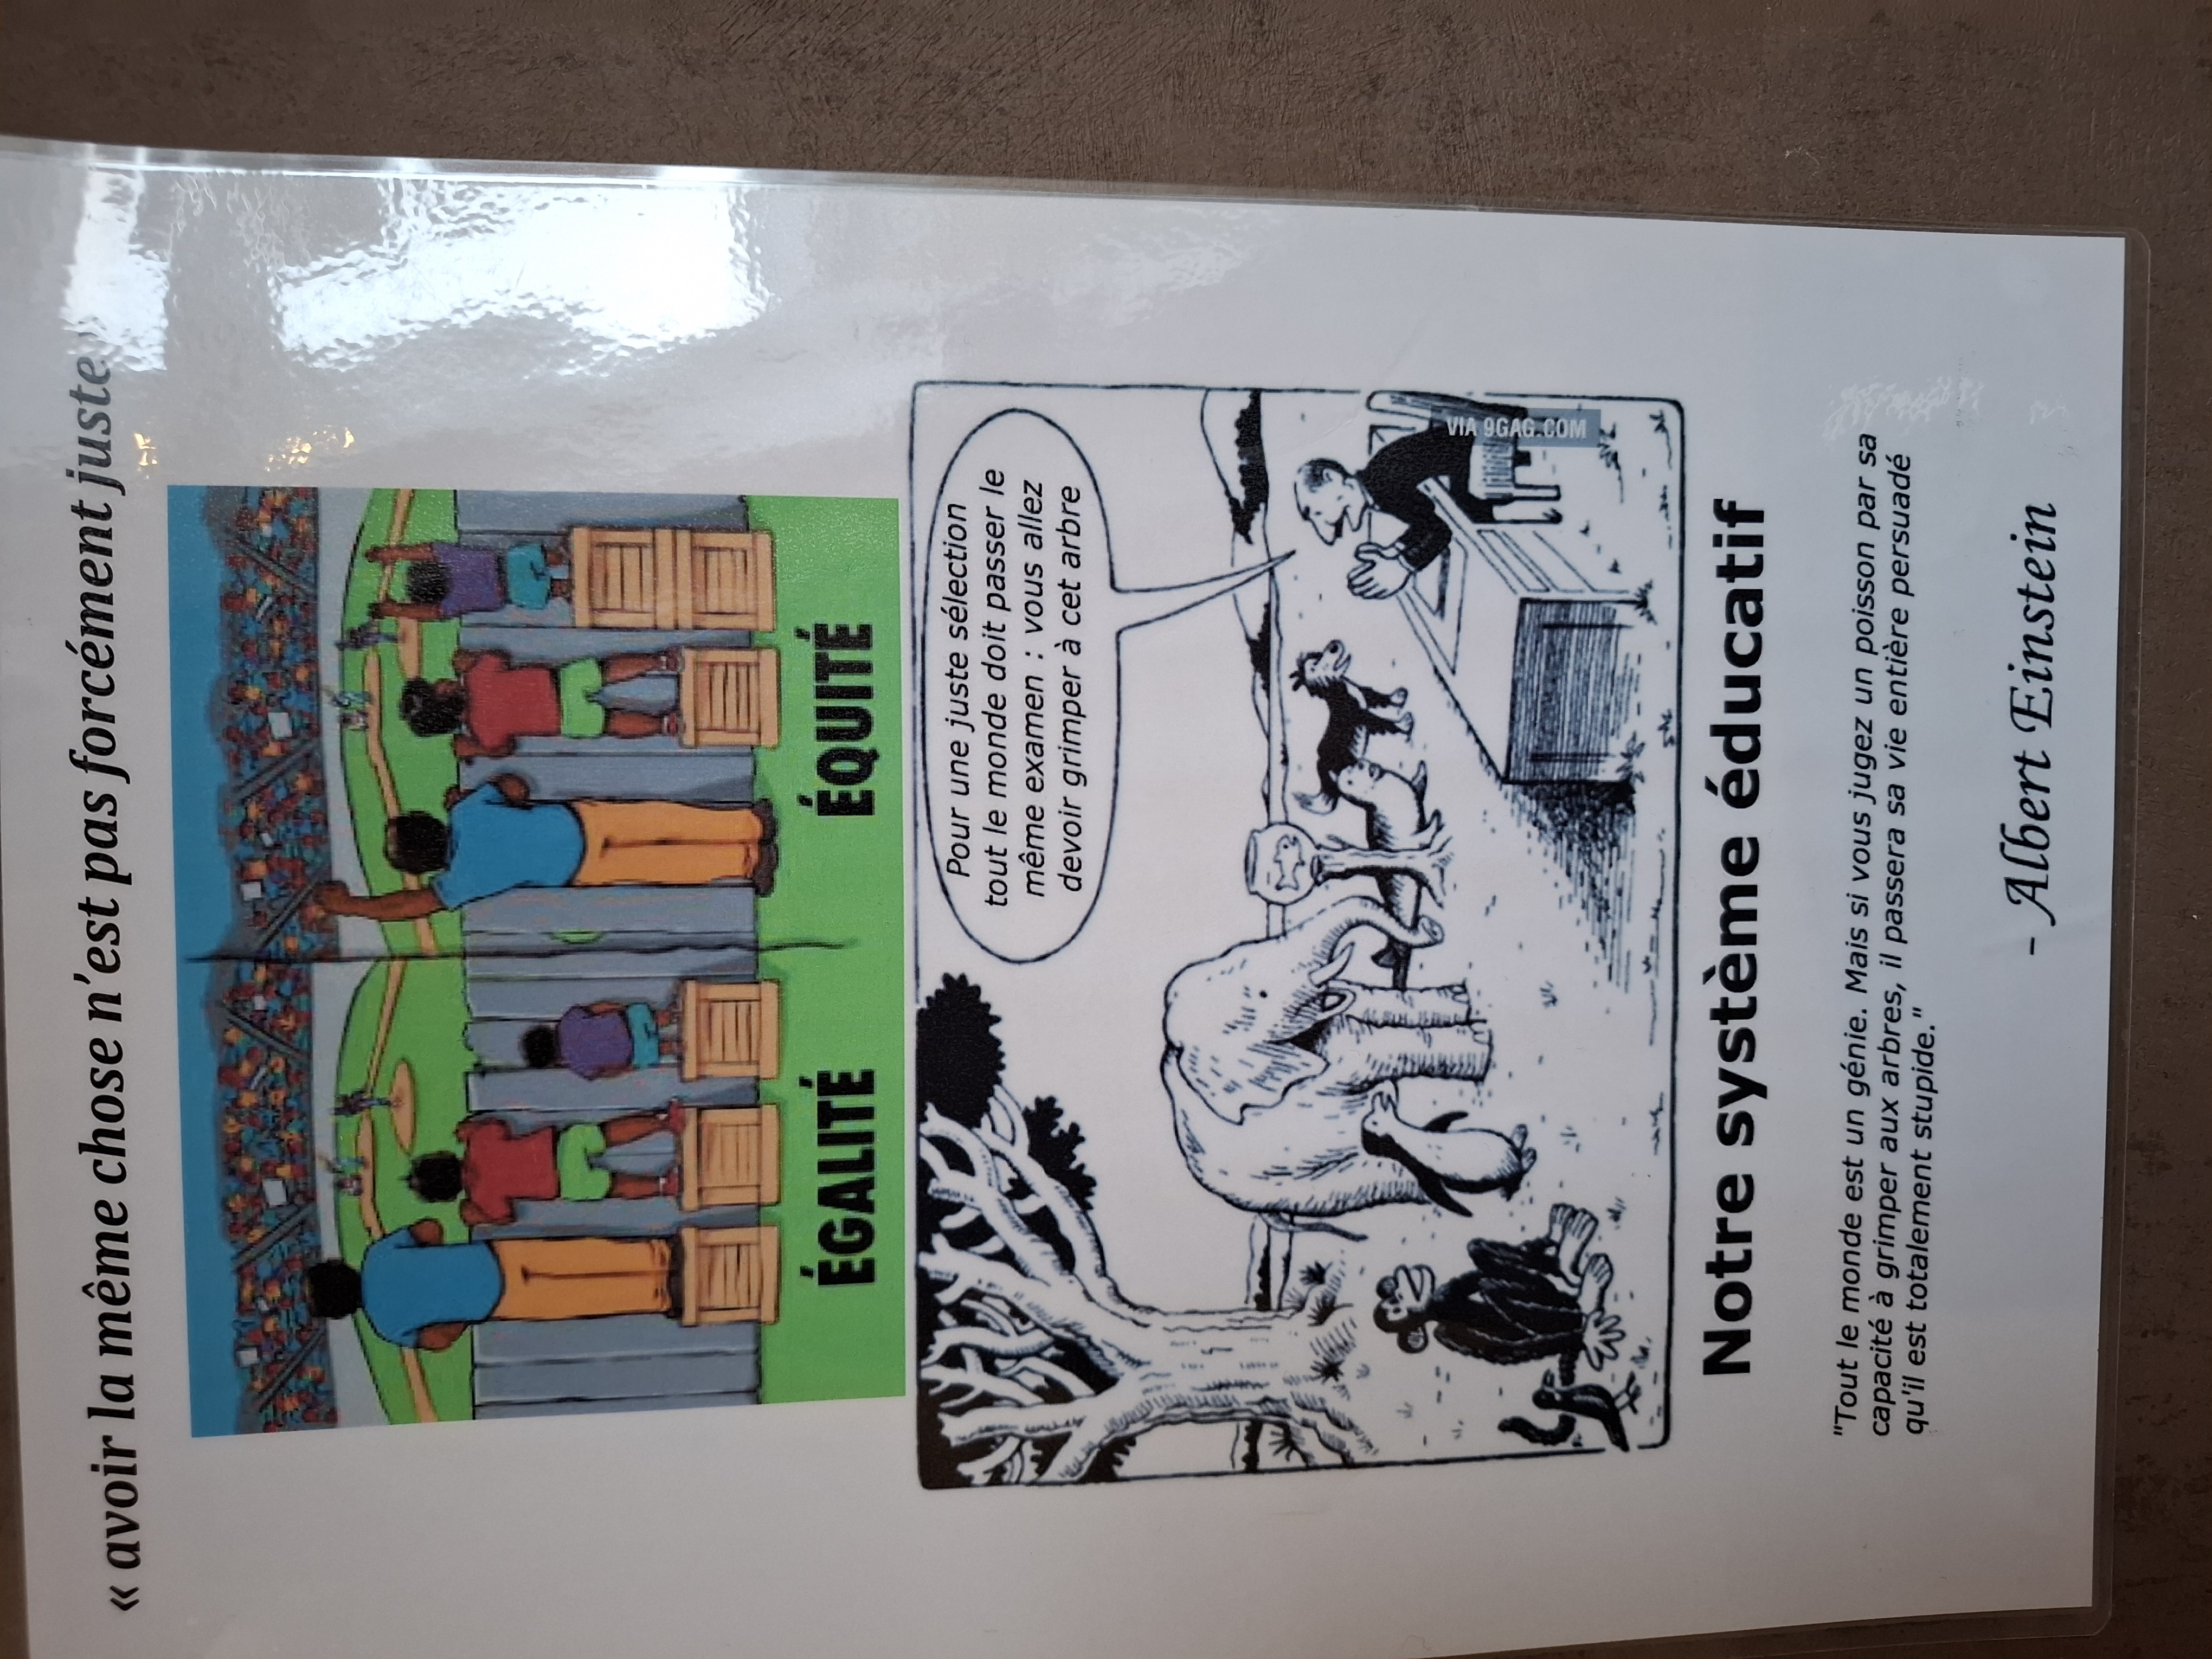 « avoir la même chose n'est pas forcément juste »
ÉGALITÉ
ÉQUITÉ
Pour une juste sélection
tout le monde doit passer le
même examen : vous allez
devoir grimper à cet arbre
VIA 9GAG.COM
Notre système éducatif
"Tout le monde est un génie. Mais si vous jugez un poisson par sa
capacité à grimper aux arbres, il passera sa vie entière persuadé
qu'il est totalement stupide."
- Albert Einstein